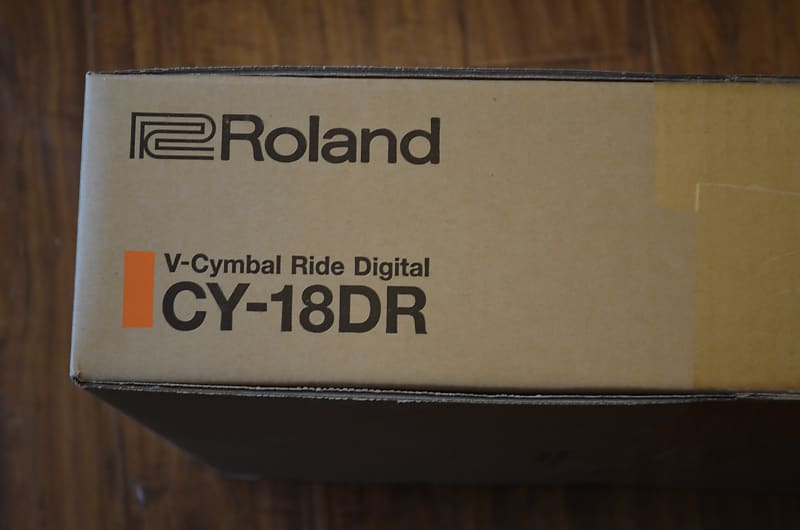 Roland
V-Cymbal Ride Digital
CY-18DR